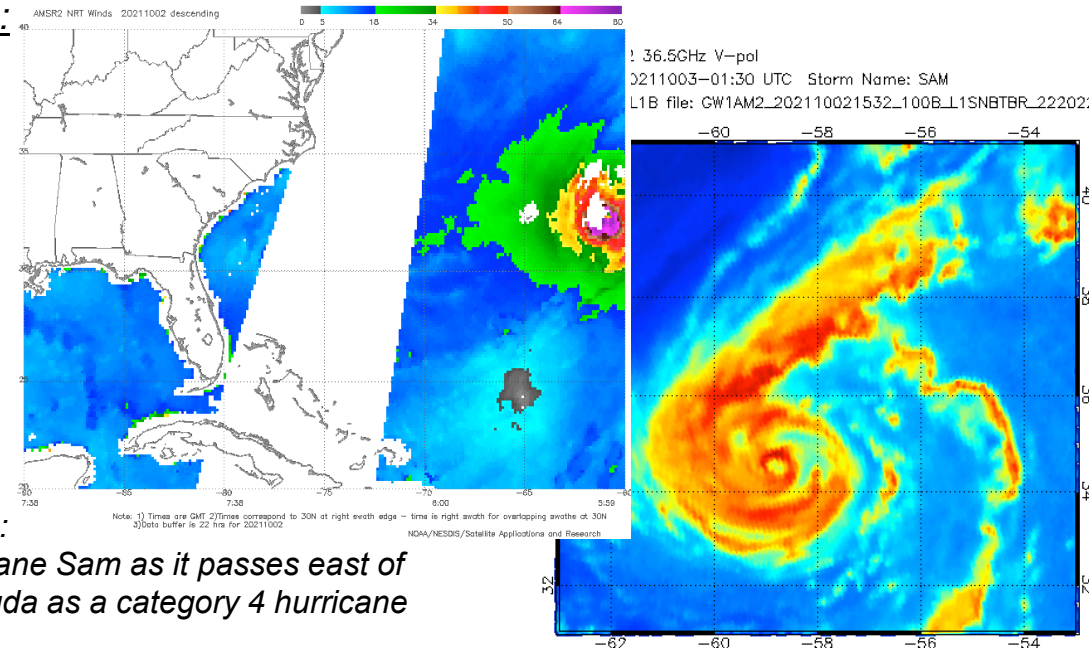 :
AMSR2 NRT Winds 20211002 descending
0 5 18 34 50 64 80
40
35
30
25
20
-90 -85 -80 -75 -70 -65 -60
7:38 7:38 6:00 5:59
Note: 1) Times are GMT 2)Times correspond to 30N at right swath edge - time is right swath for overlapping swaths at 30N
3)Data buffer is 22 hrs for 20211002
NOAA/NESDIS/Satellite Applications and Research
36.5GHz V-pol
0211003-01:30 UTC Storm Name: SAM
L1B file: GW1AM2_202110021532_100B_L1SNBTBR_222022
-60 -58 -56 -54
40
38
36
34
32
32
-62 -60 -58 -56 -54
:
ane Sam as it passes east of
uda as a category 4 hurricane